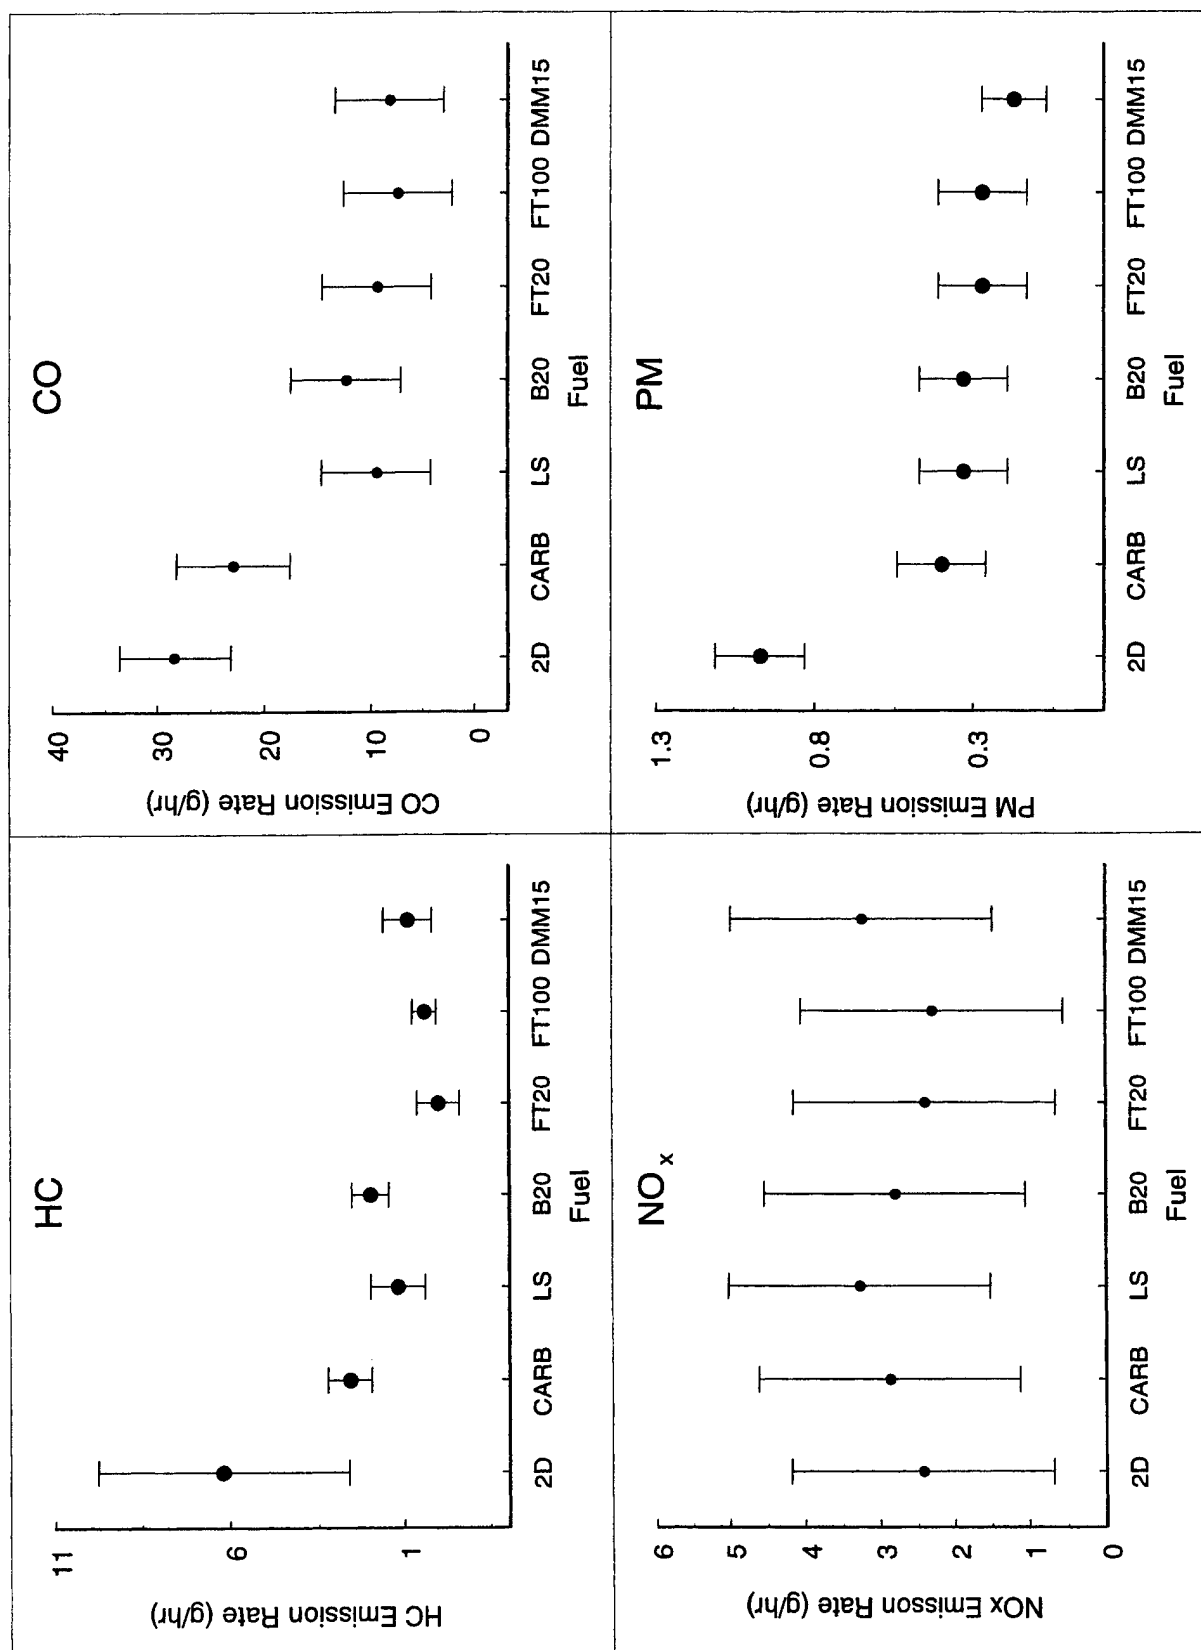 HC
HC Emission Rate (g/hr)
11
6
1
2D CARB LS B20 FT20 FT100 DMM15
Fuel
CO
CO Emission Rate (g/hr)
40
30
20
10
0
2D CARB LS B20 FT20 FT100 DMM15
Fuel
NOx
NOx Emisson Rate (g/hr)
6
5
4
3
2
1
0
2D CARB LS B20 FT20 FT100 DMM15
Fuel
PM
PM Emission Rate (g/hr)
1.3
0.8
0.3
2D CARB LS B20 FT20 FT100 DMM15
Fuel